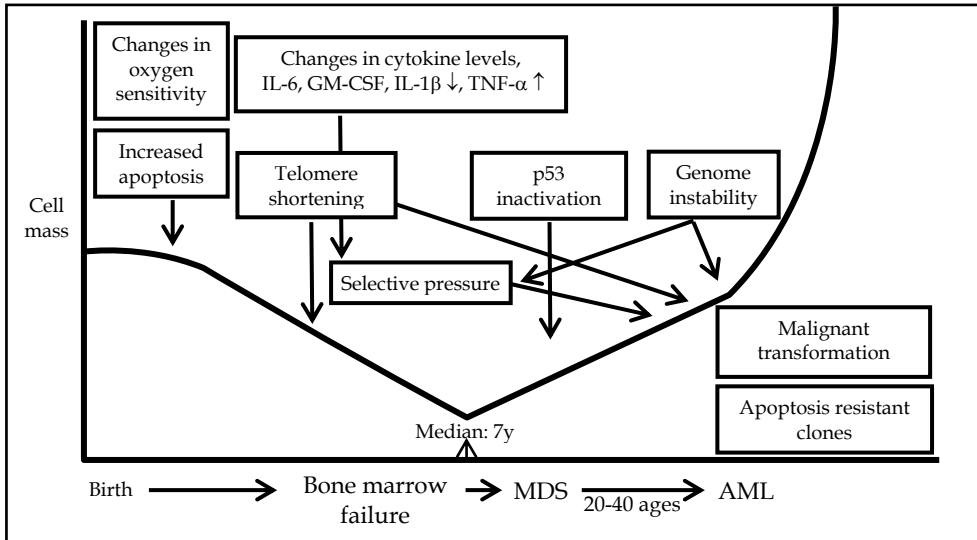 Changes in
oxygen
sensitivity
Changes in cytokine levels,
IL-6, GM-CSF, IL-1β ↓, TNF-α ↑
Increased
apoptosis
Telomere
shortening
p53
inactivation
Genome
instability
Cell
mass
Selective pressure
Malignant
transformation
Apoptosis resistant
clones
Median: 7y
Birth
Bone marrow
failure
MDS
20-40 ages
AML